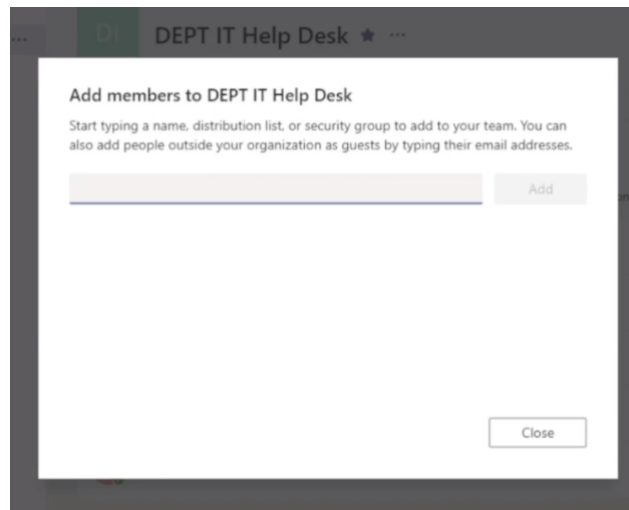 DI DEPT IT Help Desk
Add members to DEPT IT Help Desk
Start typing a name, distribution list, or security group to add to your team. You can
also add people outside your organization as guests by typing their email addresses.
Add
Close